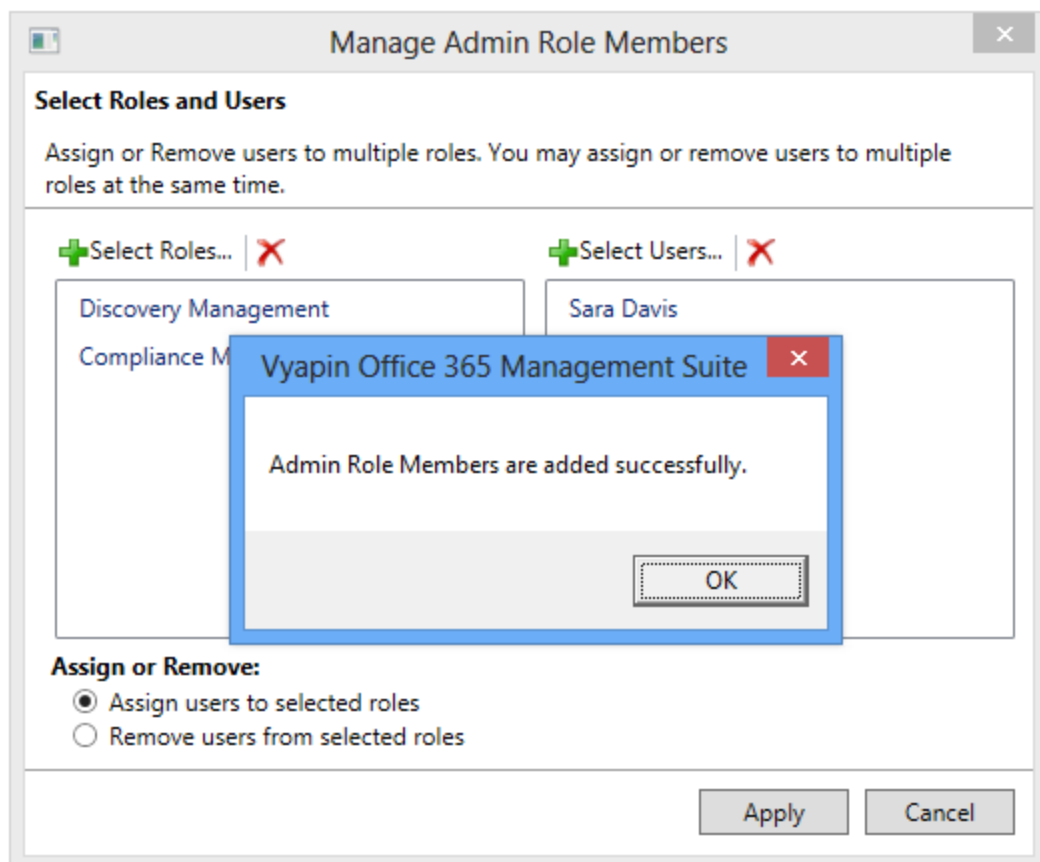 Manage Admin Role Members
Select Roles and Users
Assign or Remove users to multiple roles. You may assign or remove users to multiple
roles at the same time.
Select Roles...
Select Users...
Discovery Management
Sara Davis
Compliance M
Vyapin Office 365 Management Suite
Admin Role Members are added successfully.
OK
Assign or Remove:
Assign users to selected roles
Remove users from selected roles
Apply
Cancel